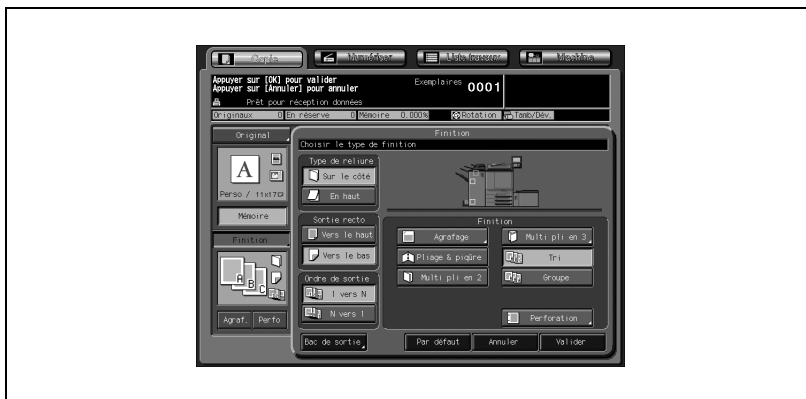 Copie Numériser Liste travaux Machine
Appuyer sur [OK] pour valider
Appuyer sur [Annuler] pour annuler
Exemplaires 0001
Prêt pour réception données
Originaux 0 En réserve 0 Mémoire 0.000% Rotation Tamb/Dév.
Original
A
Perso / 11x17
Mémoire
Finition
A B C
Agraf. Perfo
Finition
Choisir le type de finition
Type de reliure
Sur le côté
En haut
Sortie recto
Vers le haut
Vers le bas
Ordre de sortie
1 vers N
N vers 1
Finition
Agrafage Multi pli en 3
Pliage & piqûre Tri
Multi pli en 2 Groupe
Perforation
Bac de sortie Par défaut Annuler Valider